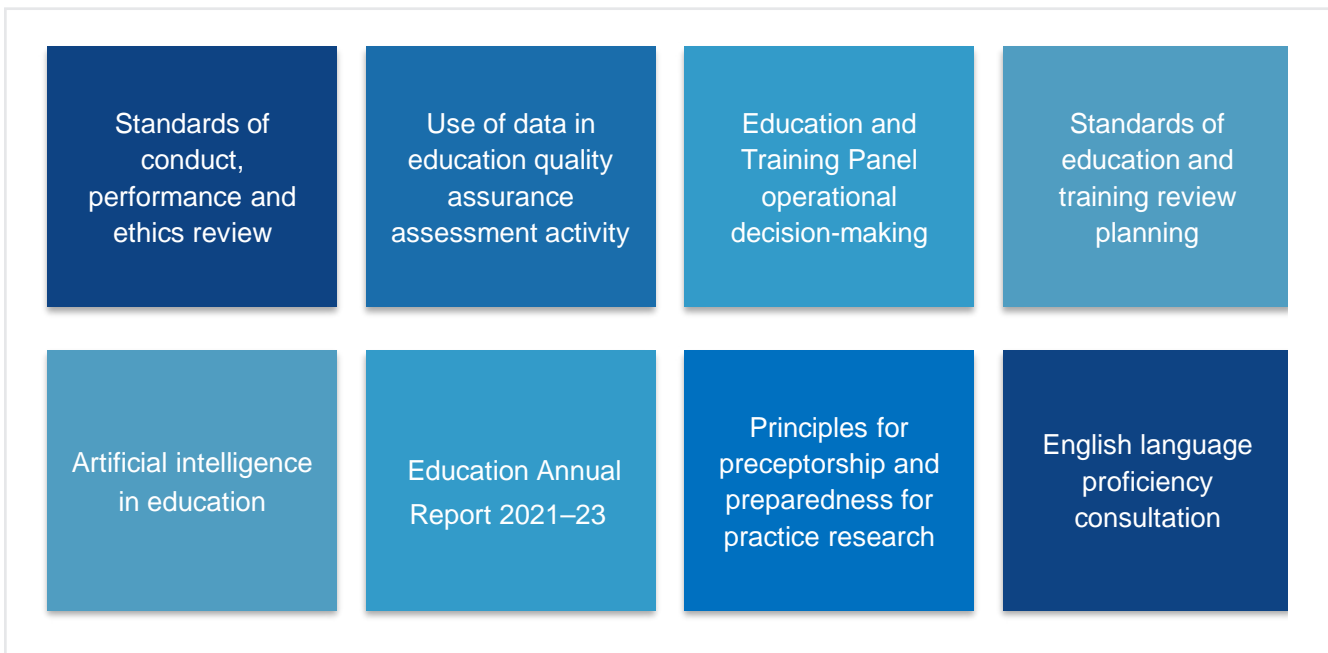 Standards of
conduct,
performance and
ethics review
Use of data in
education quality
assurance
assessment activity
Education and
Training Panel
operational
decision-making
Standards of
education and
training review
planning
Artificial intelligence
in education
Education Annual
Report 2021–23
Principles for
preceptorship and
preparedness for
practice research
English language
proficiency
consultation